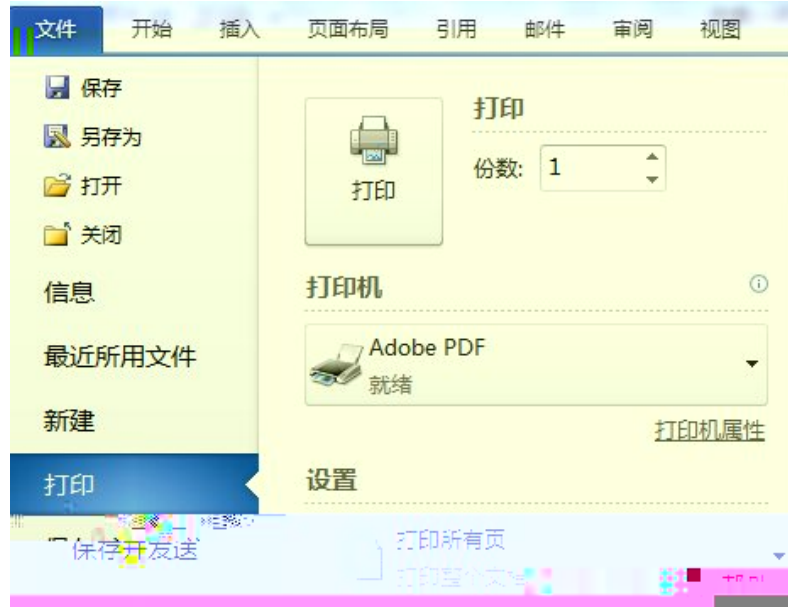 文件 开始 插入 页面布局 引用 邮件 审阅 视图
保存
另存为
打开
关闭
信息
最近所用文件
新建
打印
保存并发送
打印
打印
份数: 1
打印机
Adobe PDF
就绪
打印机属性
设置
打印所有页